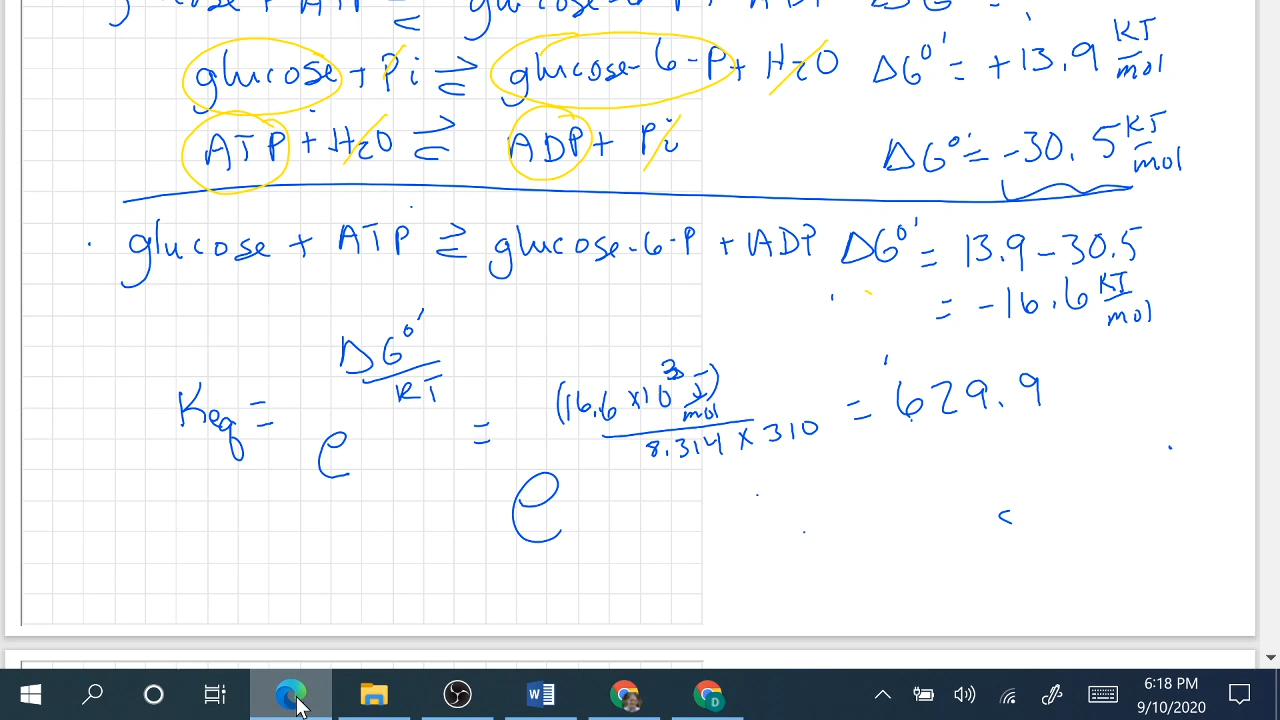 glucose + Pi ⇌ glucose-6-P + H2O ΔG°' = +13.9 KJ/mol
ATP + H2O ⇌ ADP + Pi ΔG°' = -30.5 KJ/mol
glucose + ATP ⇌ glucose-6-P + ADP ΔG°' = 13.9 - 30.5
= -16.6 KJ/mol
Keq = e^(ΔG°'/RT) = e^((16.6 ×10^3 J/mol)/(8.314 × 310)) = 629.9
6:18 PM
9/10/2020